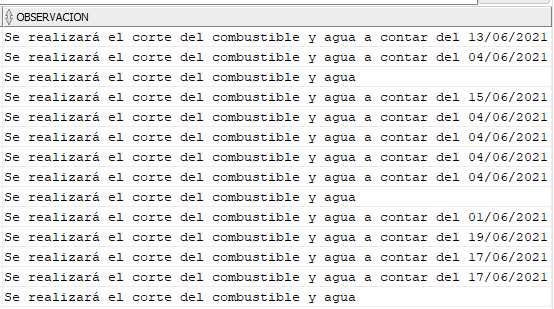 OBSERVACION
Se realizará el corte del combustible y agua a contar del 13/06/2021
Se realizará el corte del combustible y agua a contar del 04/06/2021
Se realizará el corte del combustible y agua
Se realizará el corte del combustible y agua a contar del 15/06/2021
Se realizará el corte del combustible y agua a contar del 04/06/2021
Se realizará el corte del combustible y agua a contar del 04/06/2021
Se realizará el corte del combustible y agua a contar del 04/06/2021
Se realizará el corte del combustible y agua a contar del 04/06/2021
Se realizará el corte del combustible y agua
Se realizará el corte del combustible y agua a contar del 01/06/2021
Se realizará el corte del combustible y agua a contar del 19/06/2021
Se realizará el corte del combustible y agua a contar del 17/06/2021
Se realizará el corte del combustible y agua a contar del 17/06/2021
Se realizará el corte del combustible y agua